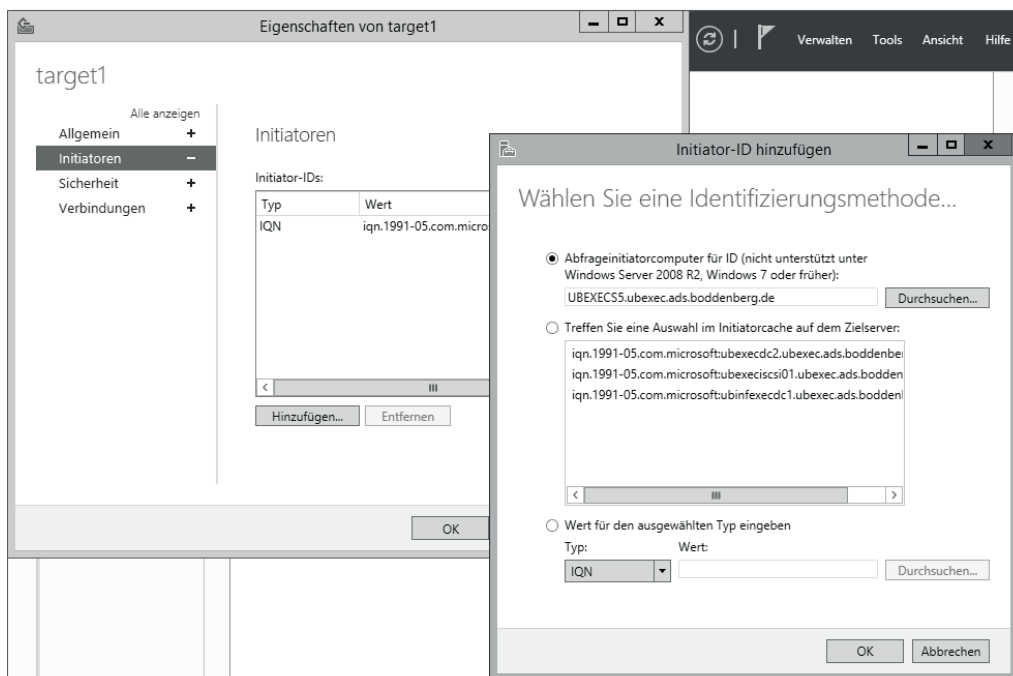 Eigenschaften von target1
Verwalten Tools Ansicht Hilfe
target1
Alle anzeigen
Allgemein +
Initiatoren –
Sicherheit +
Verbindungen +
Initiatoren
Initiator-IDs:
Typ Wert
IQN iqn.1991-05.com.micro
Hinzufügen... Entfernen
OK
Initiator-ID hinzufügen
Wählen Sie eine Identifizierungsmethode...
Abfrageinitiatorcomputer für ID (nicht unterstützt unter
Windows Server 2008 R2, Windows 7 oder früher):
UBEXECS5.ubexec.ads.boddenberg.de Durchsuchen...
Treffen Sie eine Auswahl im Initiatorcache auf dem Zielserver:
iqn.1991-05.com.microsoft:ubexecdc2.ubexec.ads.boddenbe
iqn.1991-05.com.microsoft:ubexeciscsi01.ubexec.ads.bodden
iqn.1991-05.com.microsoft:ubinfexecdc1.ubexec.ads.bodden
Wert für den ausgewählten Typ eingeben
Typ: Wert:
IQN Durchsuchen...
OK Abbrechen